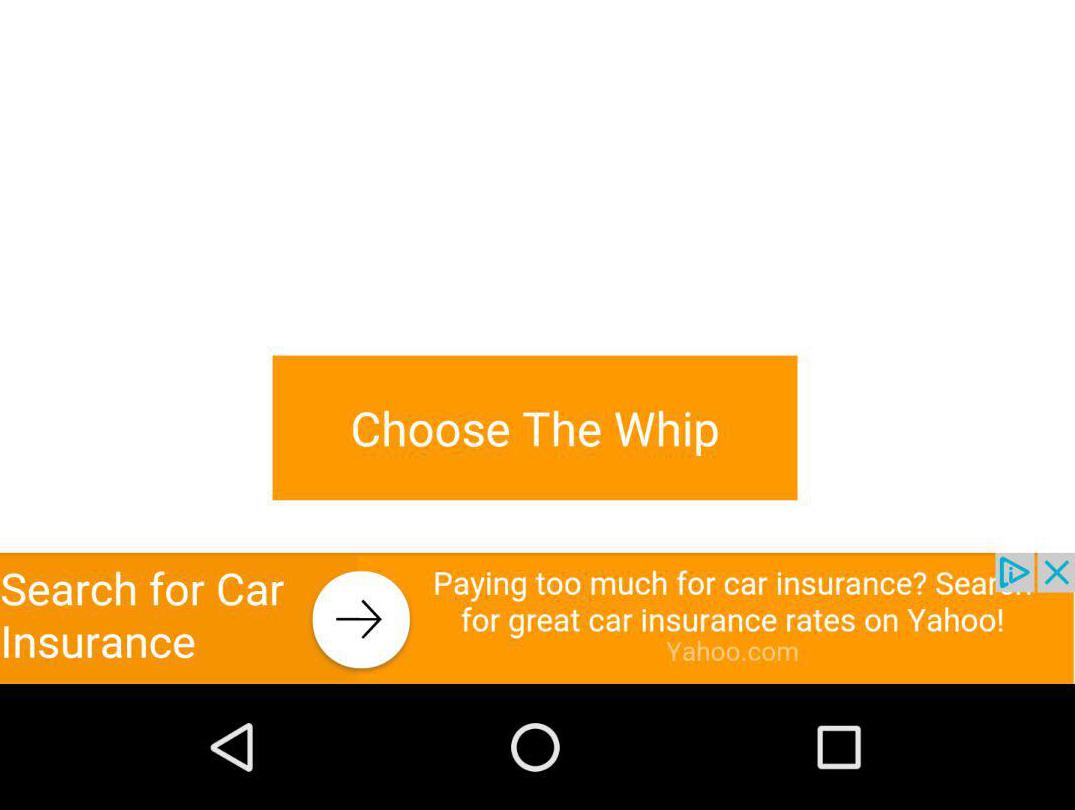 Choose The Whip
Search for Car
Insurance
Paying too much for car insurance? Search
for great car insurance rates on Yahoo!
Yahoo.com